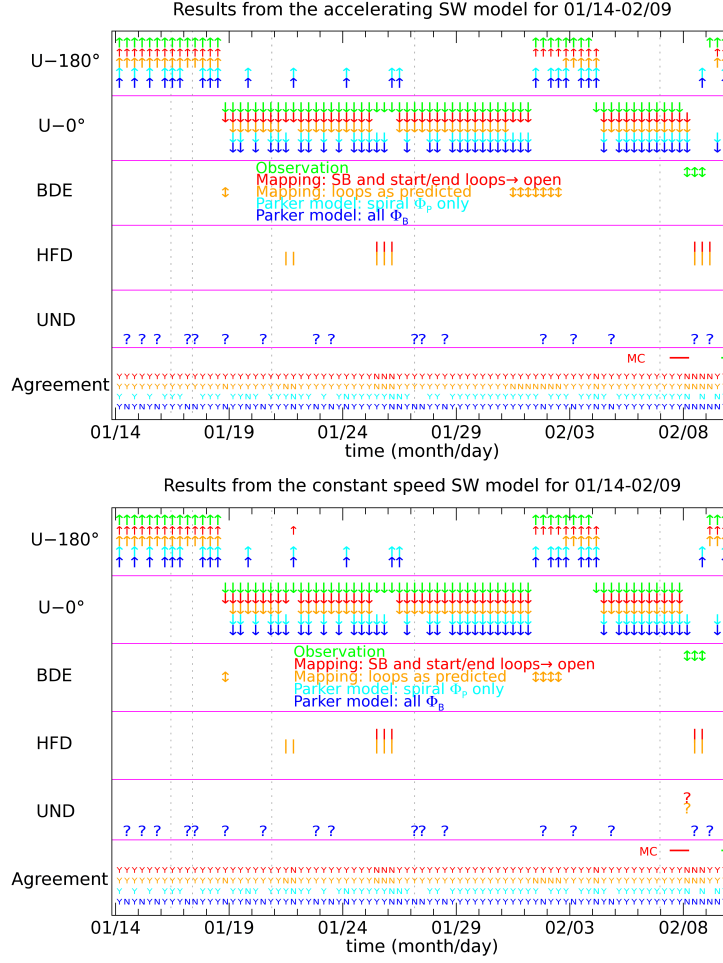 Results from the accelerating SW model for 01/14-02/09
U−180°
U−0°
Observation
Mapping: SB and start/end loops→ open
BDE
Mapping: loops as predicted
Parker model: spiral ΦP only
Parker model: all ΦB
HFD
UND
MC
Agreement
01/14 01/19 01/24 01/29 02/03 02/08
time (month/day)
Results from the constant speed SW model for 01/14-02/09
U−180°
U−0°
Observation
Mapping: SB and start/end loops→ open
BDE
Mapping: loops as predicted
Parker model: spiral ΦP only
Parker model: all ΦB
HFD
UND
MC
Agreement
01/14 01/19 01/24 01/29 02/03 02/08
time (month/day)